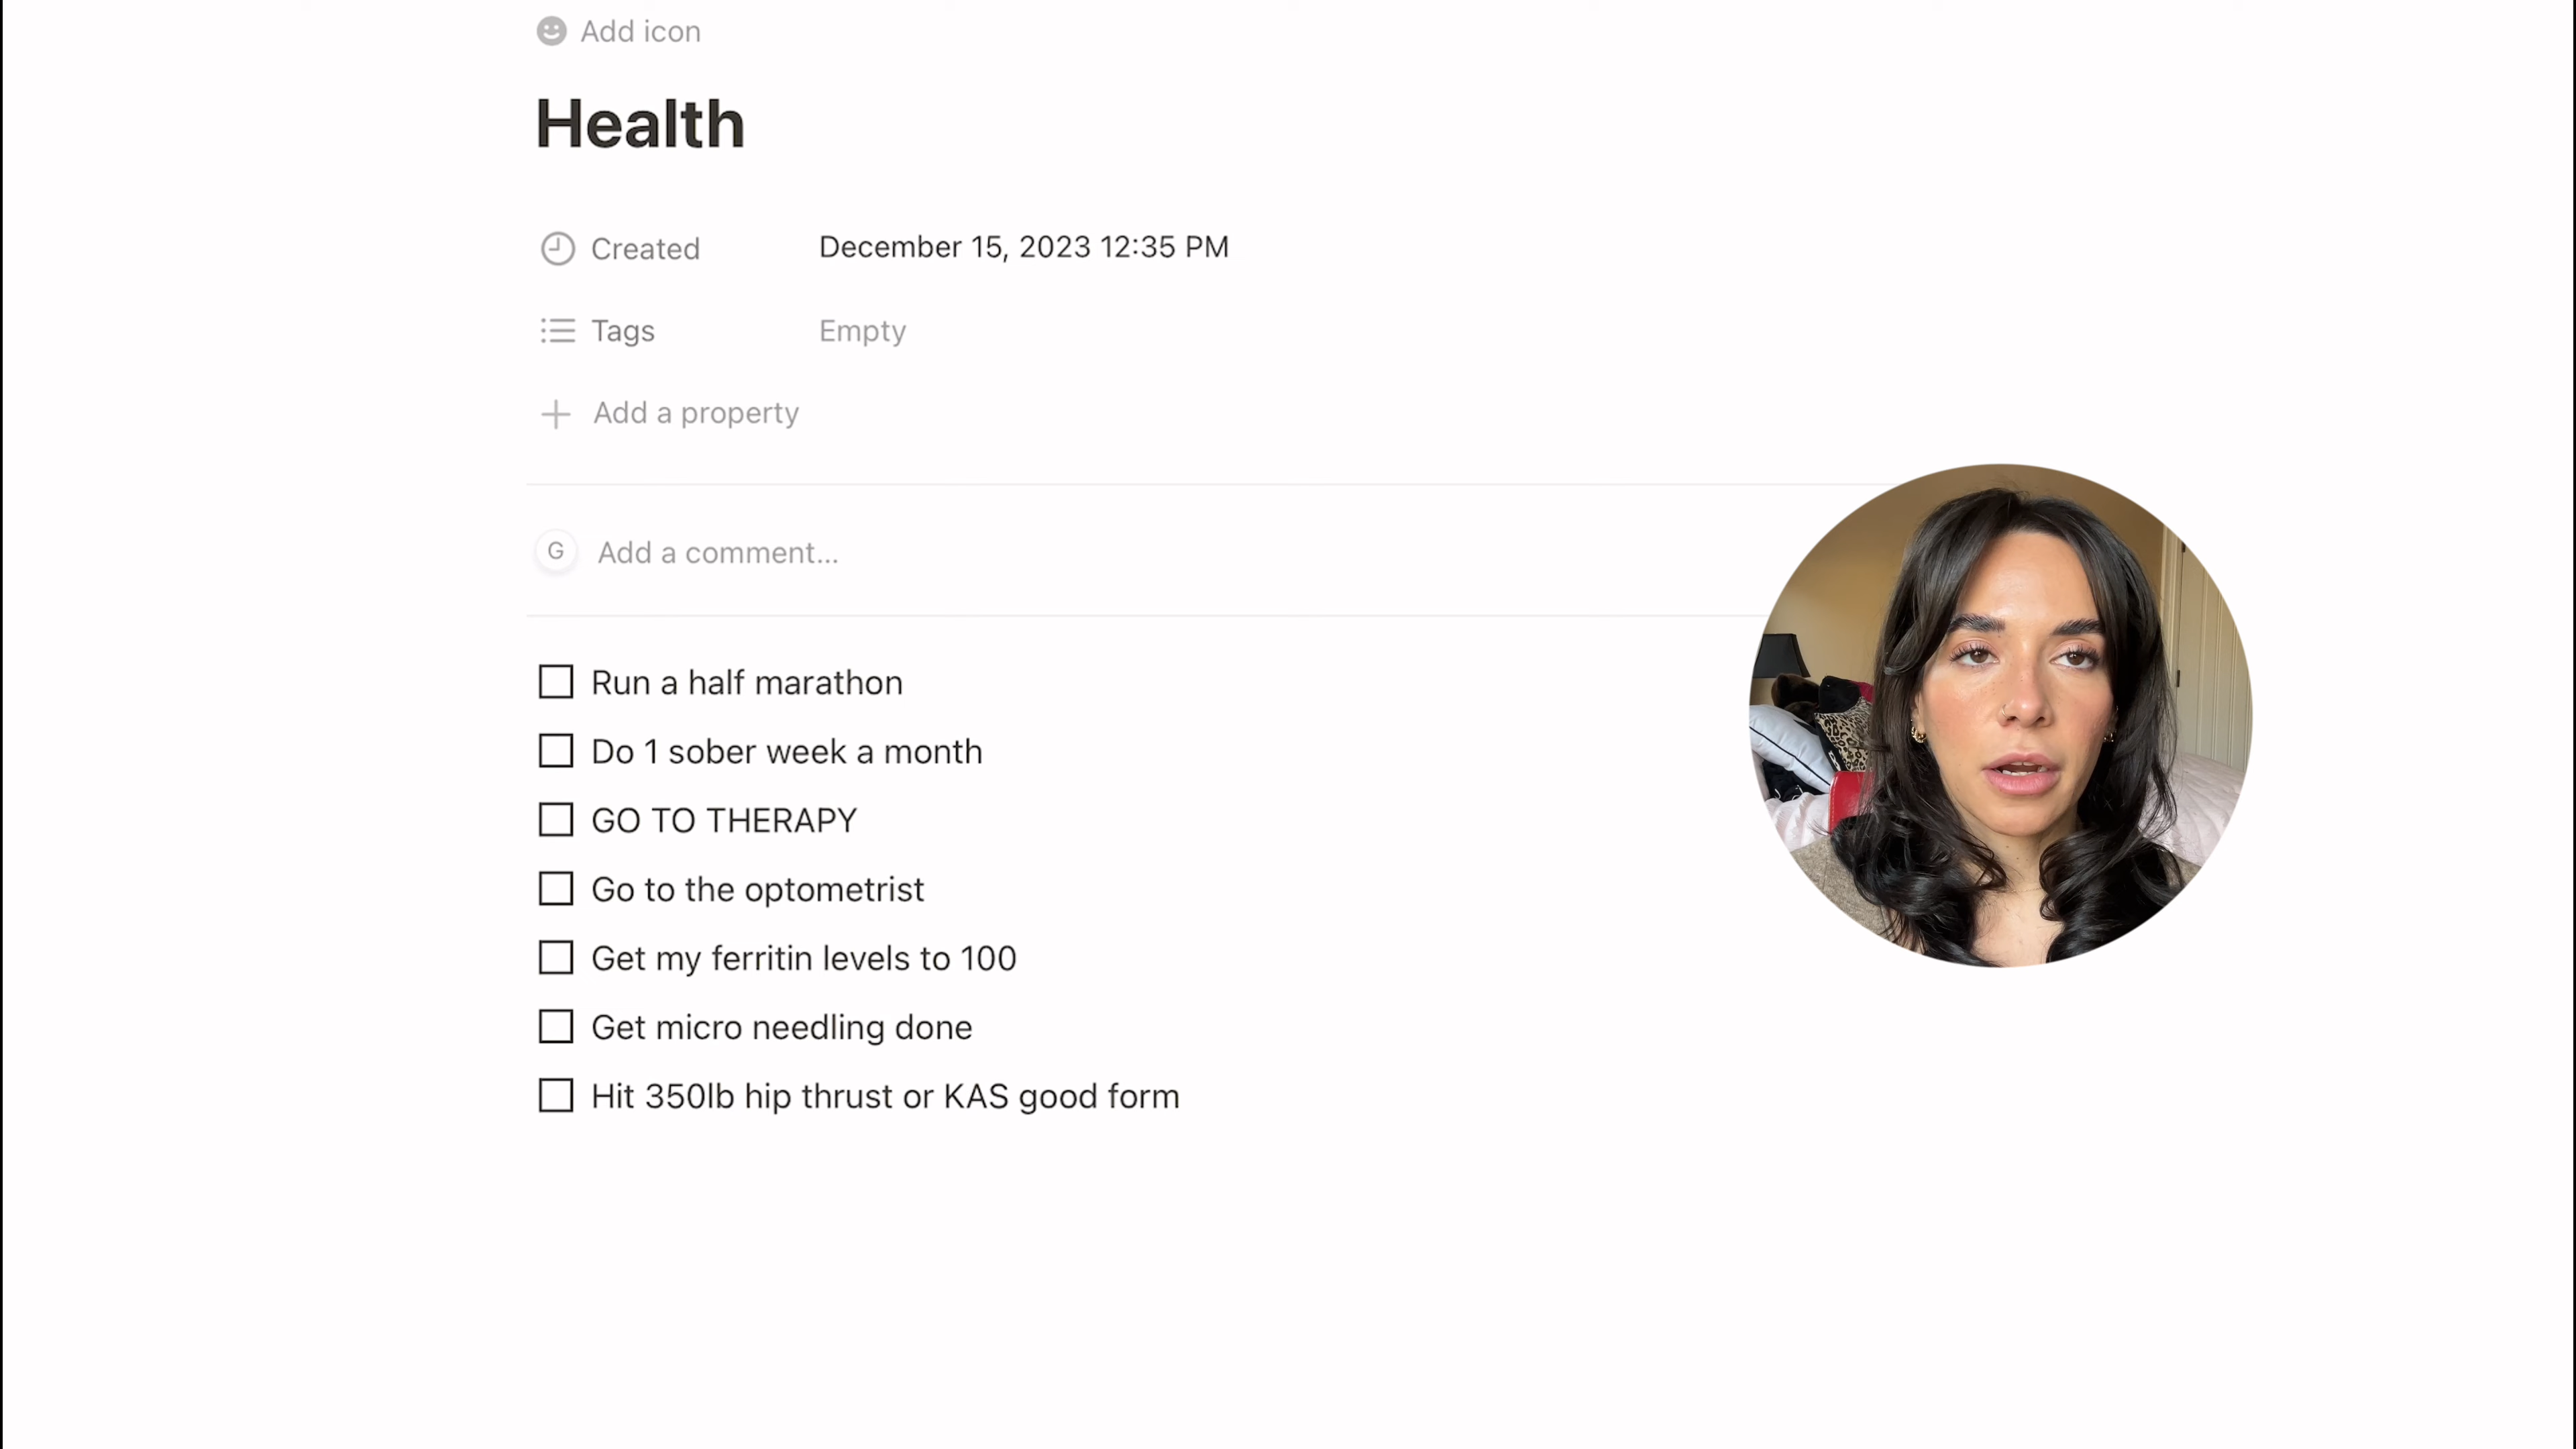 Add icon
Health
Created December 15, 2023 12:35 PM
Tags Empty
Add a property
G Add a comment...
Run a half marathon
Do 1 sober week a month
GO TO THERAPY
Go to the optometrist
Get my ferritin levels to 100
Get micro needling done
Hit 350lb hip thrust or KAS good form